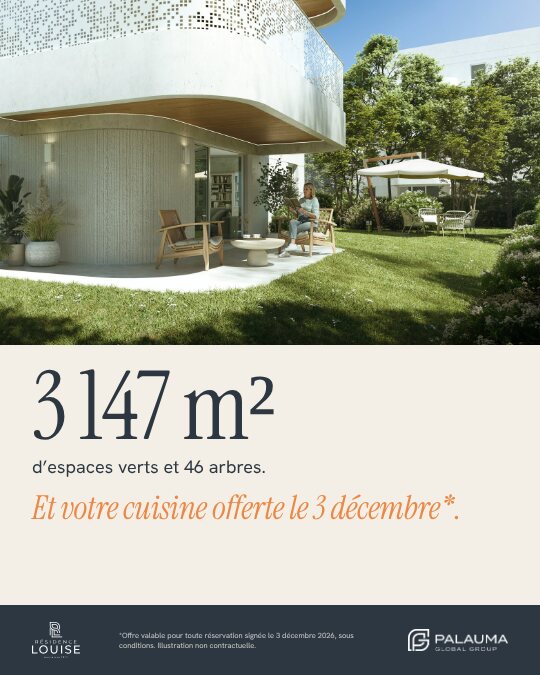 3 147 m²
d’espaces verts et 46 arbres.
Et votre cuisine offerte le 3 décembre*.
RÉSIDENCE
LOUISE
*Offre valable pour toute réservation signée le 3 décembre 2026, sous
conditions. Illustration non contractuelle.
PALAUMA
GLOBAL GROUP